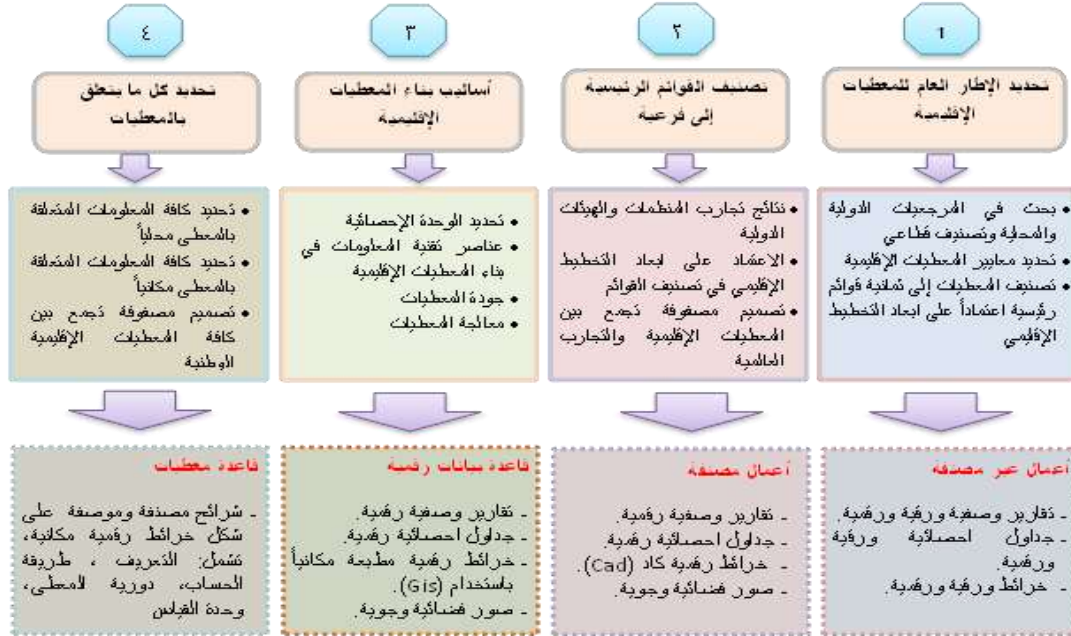 ١
تحديد الإطار العام للمعطيات
الإقليمية
• بحث في المرجعيات الدولية
والمحلية وتصنيف قطاعي
• تحديد معايير المعطيات الإقليمية
• تصنيف المعطيات إلى ثمانية قوائم
رئيسية اعتماداً على ابعاد التخطيط
الإقليمي
أعمال غير مصنفة
- تقارير وصفية ورقية ورقمية.
- جداول احصائية ورقية
ورقمية.
- خرائط ورقية ورقمية.
٢
تصنيف القوائم الرئيسية
إلى فرعية
• نتائج تجارب المنظمات والهيئات
الدولية
• الاعتماد على ابعاد التخطيط
الإقليمي في تصنيف القوائم
• تصميم مصفوفة تجمع بين
المعطيات الإقليمية والتجارب
العالمية
أعمال مصنفة
- تقارير وصفية رقمية.
- جداول احصائية رقمية.
- خرائط رقمية كاد (Cad).
- صور فضائية وجوية.
٣
أساليب بناء المعطيات
الإقليمية
• تحديد الوحدة الإحصائية
• عناصر تقنية المعلومات في
بناء المعطيات الإقليمية
• جودة المعطيات
• معالجة المعطيات
قاعدة بيانات رقمية
- تقارير وصفية رقمية.
- جداول احصائية رقمية.
- خرائط رقمية مطبعة مكانياً
باستخدام (Gis).
- صور فضائية وجوية.
٤
تحديد كل ما يتعلق
بالمعطيات
• تحديد كافة المعلومات المتعلقة
بالمعطى محلياً
• تحديد كافة المعلومات المتعلقة
بالمعطى مكانياً
• تصميم مصفوفة تجمع بين
كافة المعطيات الإقليمية
الوطنية
قاعدة معطيات
- شرائح مصنفة وموصفة على
شكل خرائط رقمية مكانية،
تشمل: التعريف ، طريقة
الحساب، دورية المعطى،
وحدة القياس